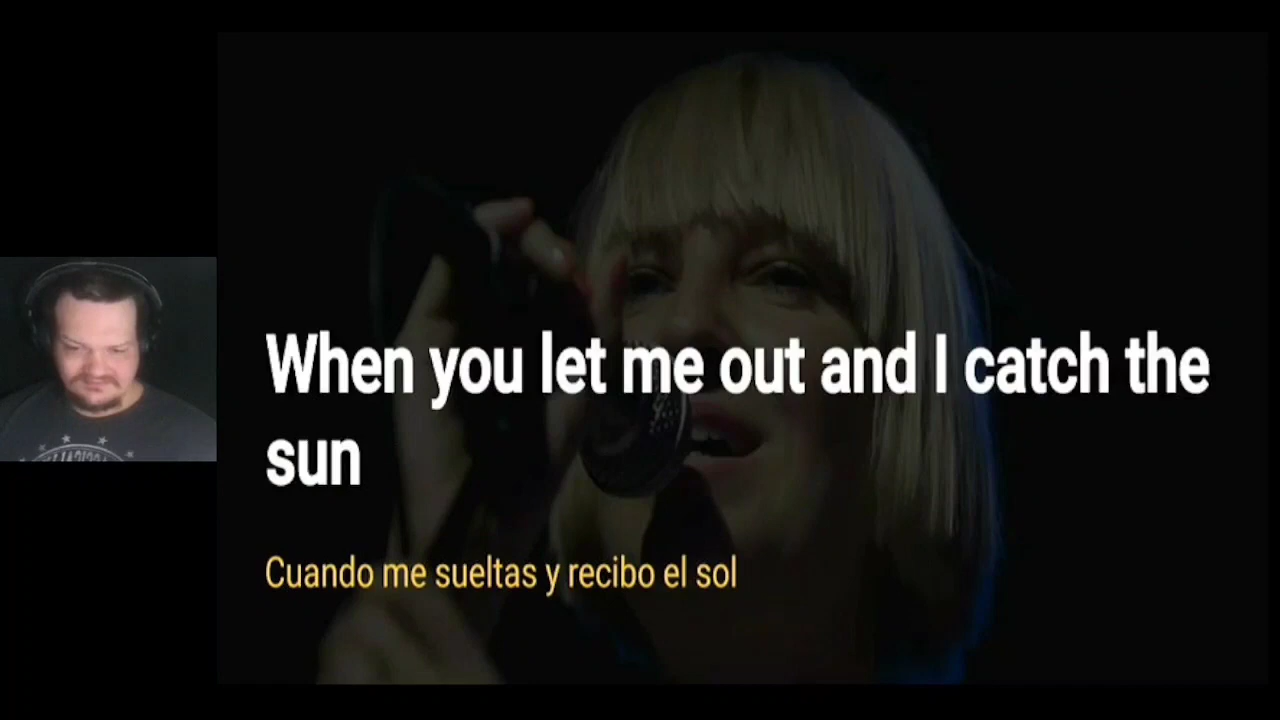 When you let me out and I catch the
sun
Cuando me sueltas y recibo el sol